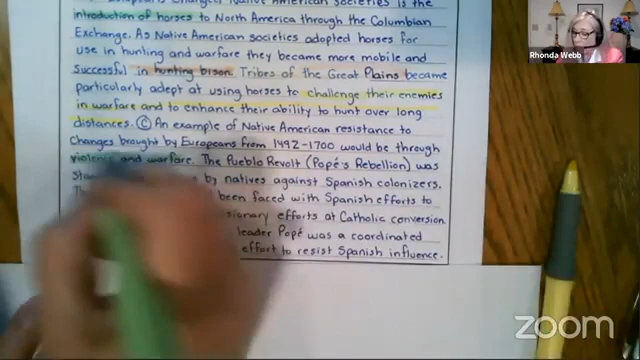 Changed Native American societies is the
introduction of horses to North America through the Columbian
Exchange. As Native American societies adopted horses for
use in hunting and warfare they became more mobile and
successful in hunting bison. Tribes of the Great Plains became
particularly adept at using horses to challenge their enemies
in warfare and to enhance their ability to hunt over long
distances. Ⓒ An example of Native American resistance to
changes brought by Europeans from 1492-1700 would be through
violence and warfare. The Pueblo Revolt (Popé's Rebellion) was
by natives against Spanish colonizers.
been faced with Spanish efforts to
efforts at Catholic conversion.
leader Popé was a coordinated
effort to resist Spanish influence.
Rhonda Webb
zoom